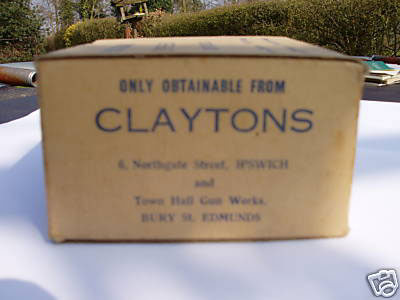 ONLY OBTAINABLE FROM
CLAYTONS
6, Northgate Street, IPSWICH
and
Town Hall Gun Works,
BURY St. EDMUNDS